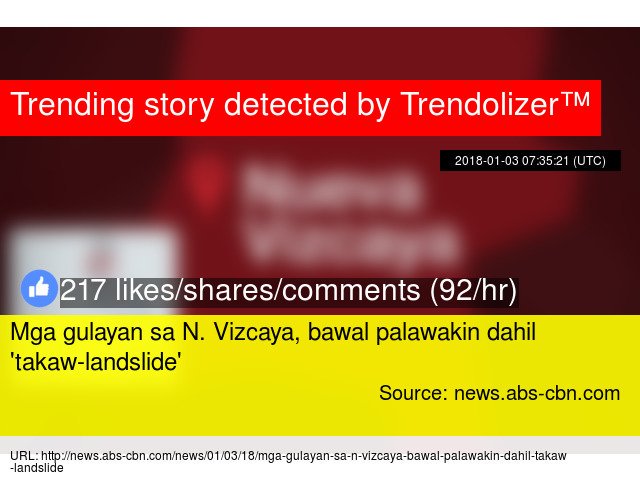 Trending story detected by Trendolizer™
2018-01-03 07:35:21 (UTC)
Nueva
Vizcaya
217 likes/shares/comments (92/hr)
Mga gulayan sa N. Vizcaya, bawal palawakin dahil
'takaw-landslide'
Source: news.abs-cbn.com
URL: http://news.abs-cbn.com/news/01/03/18/mga-gulayan-sa-n-vizcaya-bawal-palawakin-dahil-takaw
-landslide